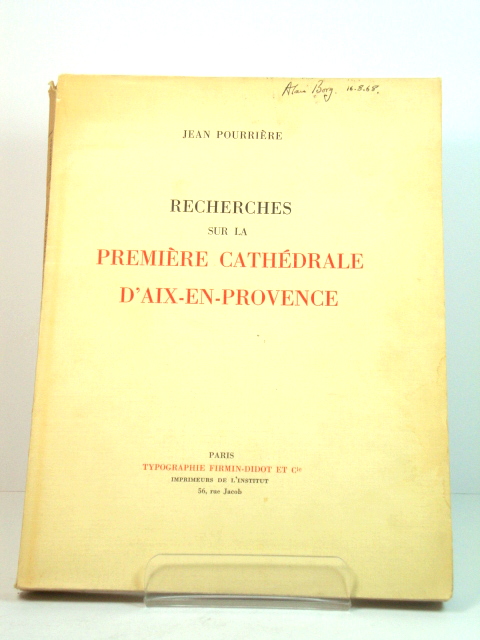 Alan Borg. 16-8-68.
JEAN POURRIÈRE
RECHERCHES
SUR LA
PREMIÈRE CATHÉDRALE
D'AIX-EN-PROVENCE
PARIS
TYPOGRAPHIE FIRMIN-DIDOT ET Cie
IMPRIMEURS DE L'INSTITUT
56, rue Jacob